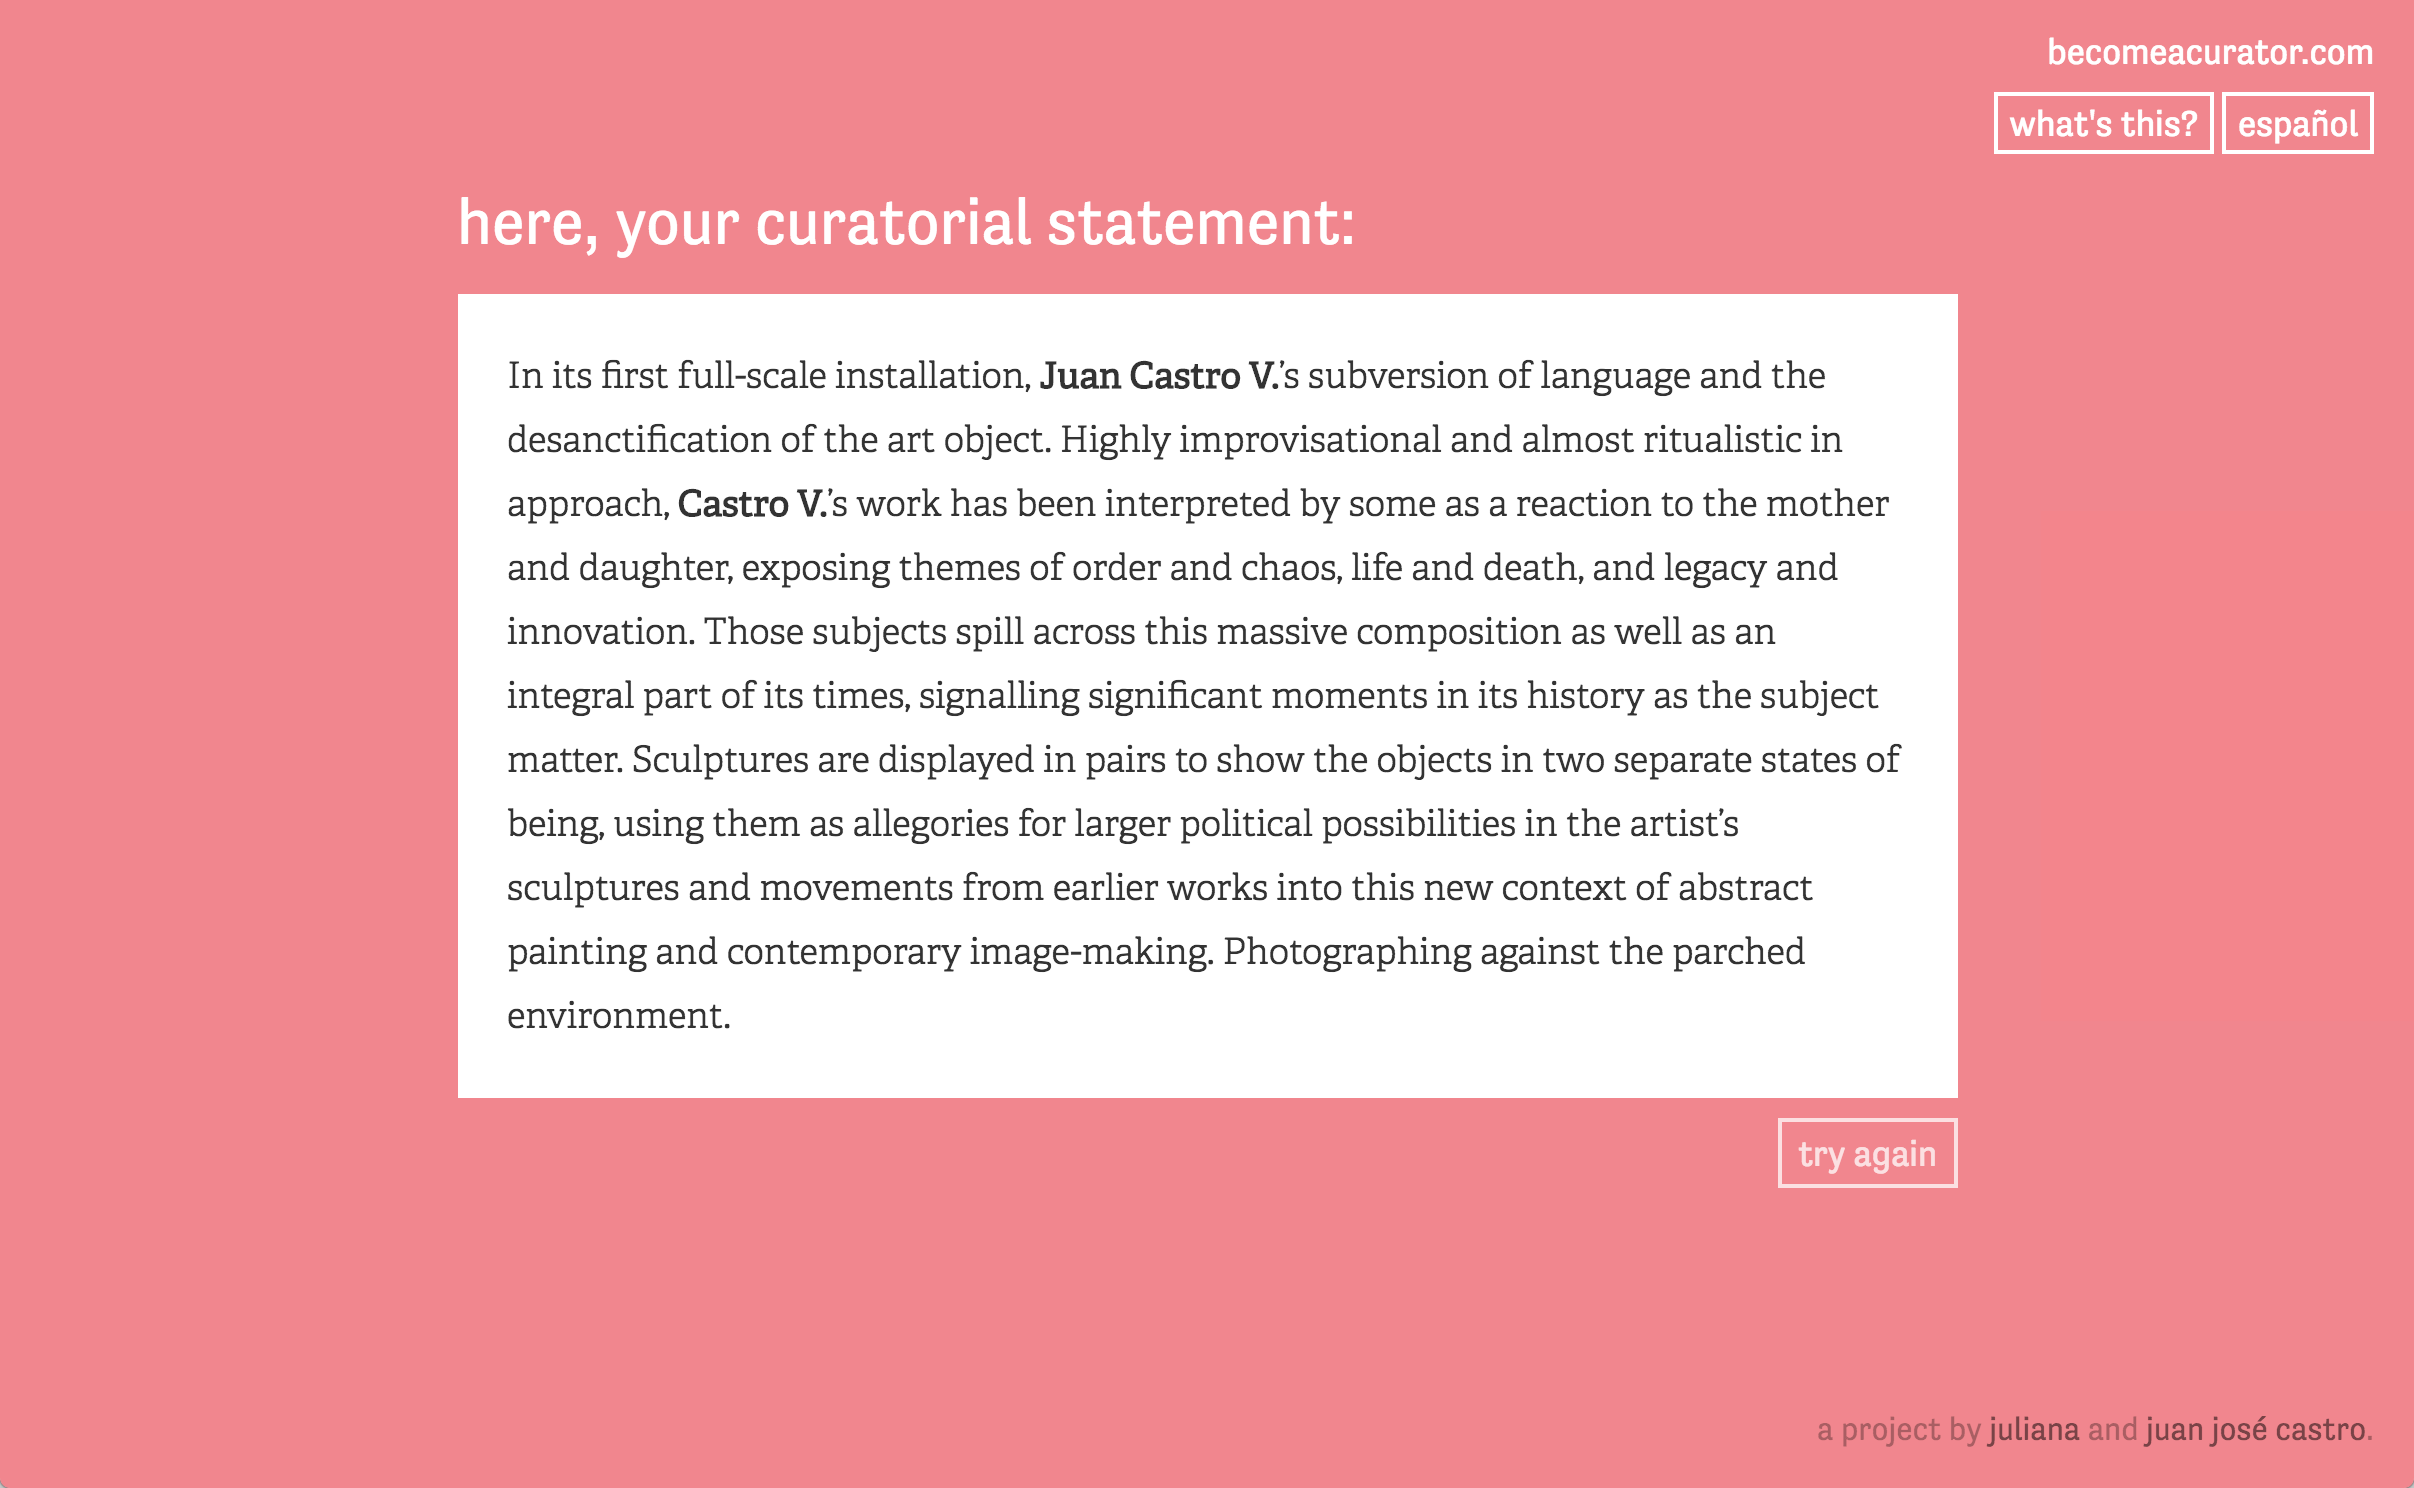 becomeacurator.com
what's this? español
here, your curatorial statement:
In its first full-scale installation, Juan Castro V.’s subversion of language and the
desanctification of the art object. Highly improvisational and almost ritualistic in
approach, Castro V.’s work has been interpreted by some as a reaction to the mother
and daughter, exposing themes of order and chaos, life and death, and legacy and
innovation. Those subjects spill across this massive composition as well as an
integral part of its times, signalling significant moments in its history as the subject
matter. Sculptures are displayed in pairs to show the objects in two separate states of
being, using them as allegories for larger political possibilities in the artist’s
sculptures and movements from earlier works into this new context of abstract
painting and contemporary image-making. Photographing against the parched
environment.
try again
a project by juliana and juan josé castro.